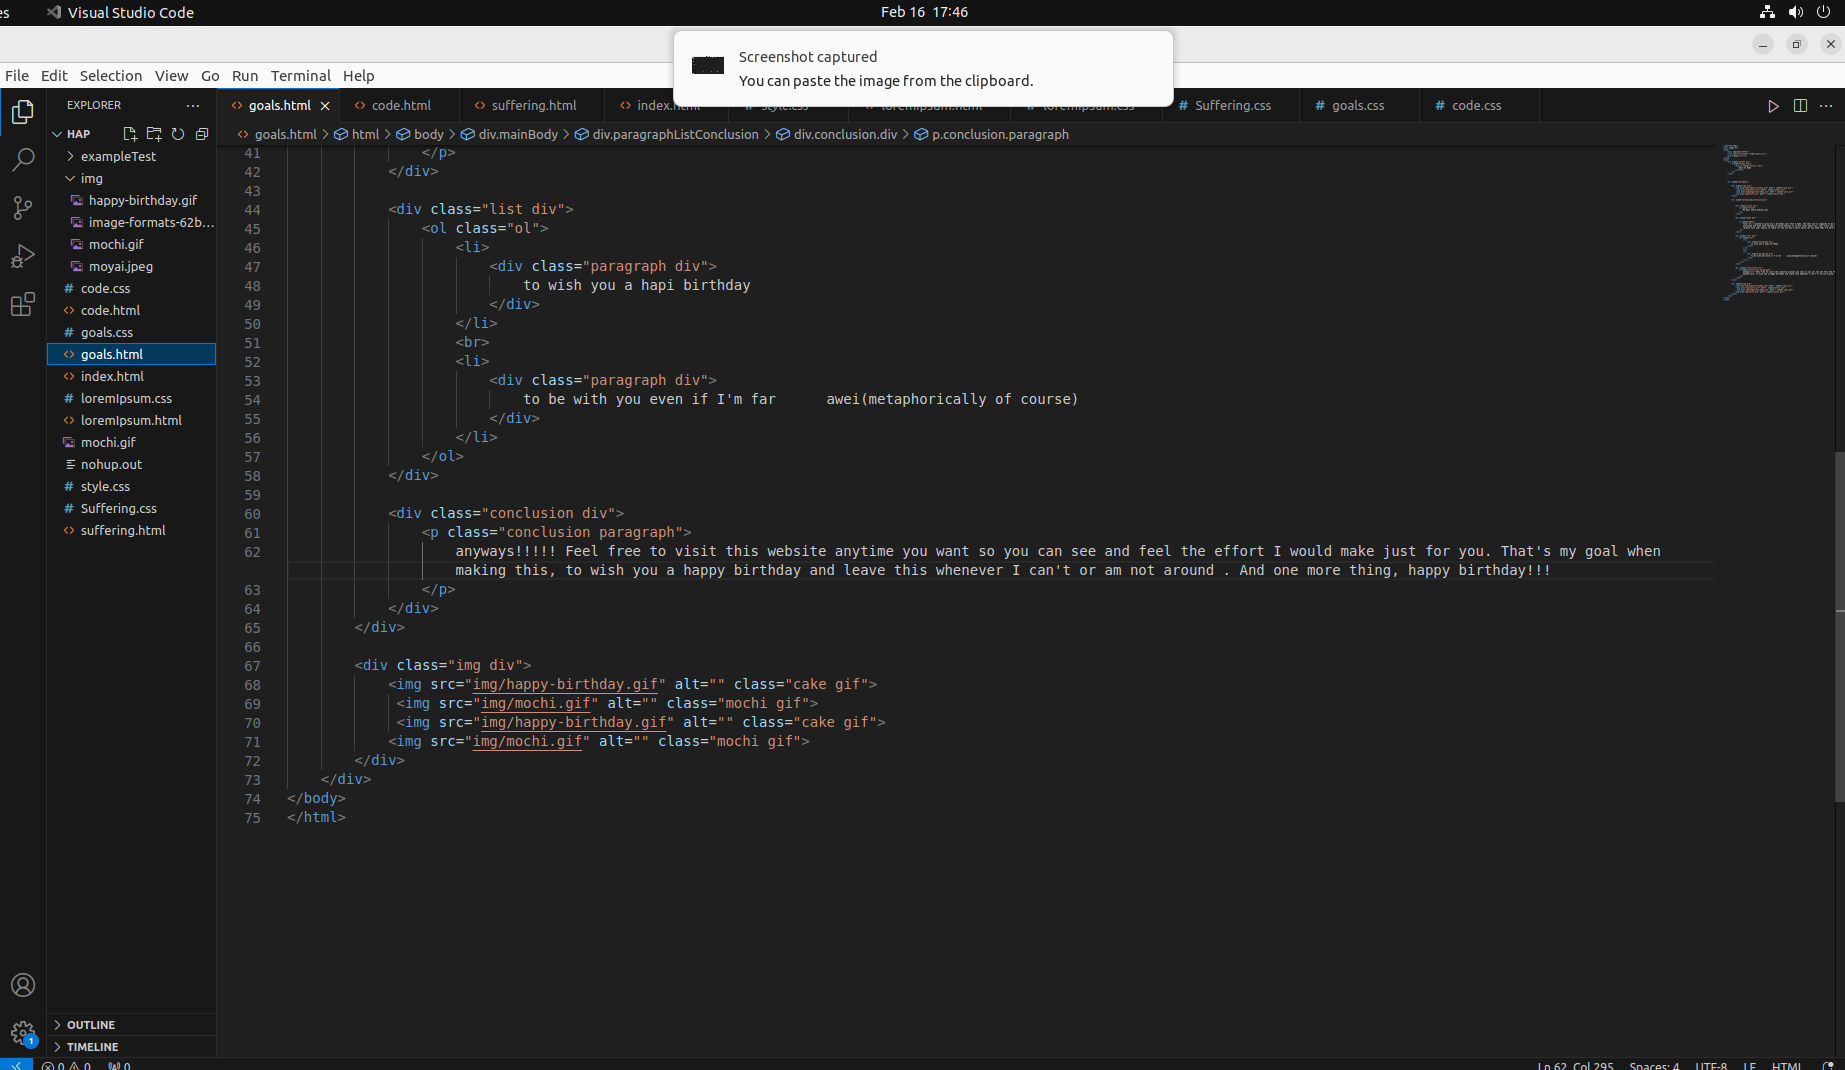 es Visual Studio Code Feb 16 17:46
Screenshot captured
You can paste the image from the clipboard.
File Edit Selection View Go Run Terminal Help
EXPLORER ... goals.html code.html suffering.html index.html style.css loremIpsum.html loremIpsum.css Suffering.css goals.css code.css ...
HAP goals.html > html > body > div.mainBody > div.paragraphListConclusion > div.conclusion.div > p.conclusion.paragraph
exampleTest
img
happy-birthday.gif
image-formats-62b...
mochi.gif
moyai.jpeg
code.css
code.html
goals.css
goals.html
index.html
loremIpsum.css
loremIpsum.html
mochi.gif
nohup.out
style.css
Suffering.css
suffering.html
OUTLINE
TIMELINE
41 </p>
42 </div>
43
44 <div class="list div">
45 <ol class="ol">
46 <li>
47 <div class="paragraph div">
48 to wish you a hapi birthday
49 </div>
50 </li>
51 <br>
52 <li>
53 <div class="paragraph div">
54 to be with you even if I'm far      awei(metaphorically of course)
55 </div>
56 </li>
57 </ol>
58 </div>
59
60 <div class="conclusion div">
61 <p class="conclusion paragraph">
62 anyways!!!!! Feel free to visit this website anytime you want so you can see and feel the effort I would make just for you. That's my goal when
making this, to wish you a happy birthday and leave this whenever I can't or am not around . And one more thing, happy birthday!!!
63 </p>
64 </div>
65 </div>
66
67 <div class="img div">
68 <img src="img/happy-birthday.gif" alt="" class="cake gif">
69 <img src="img/mochi.gif" alt="" class="mochi gif">
70 <img src="img/happy-birthday.gif" alt="" class="cake gif">
71 <img src="img/mochi.gif" alt="" class="mochi gif">
72 </div>
73 </div>
74 </body>
75 </html>
1
0 0 0 Ln 62, Col 295 Spaces: 4 UTF-8 LF HTML